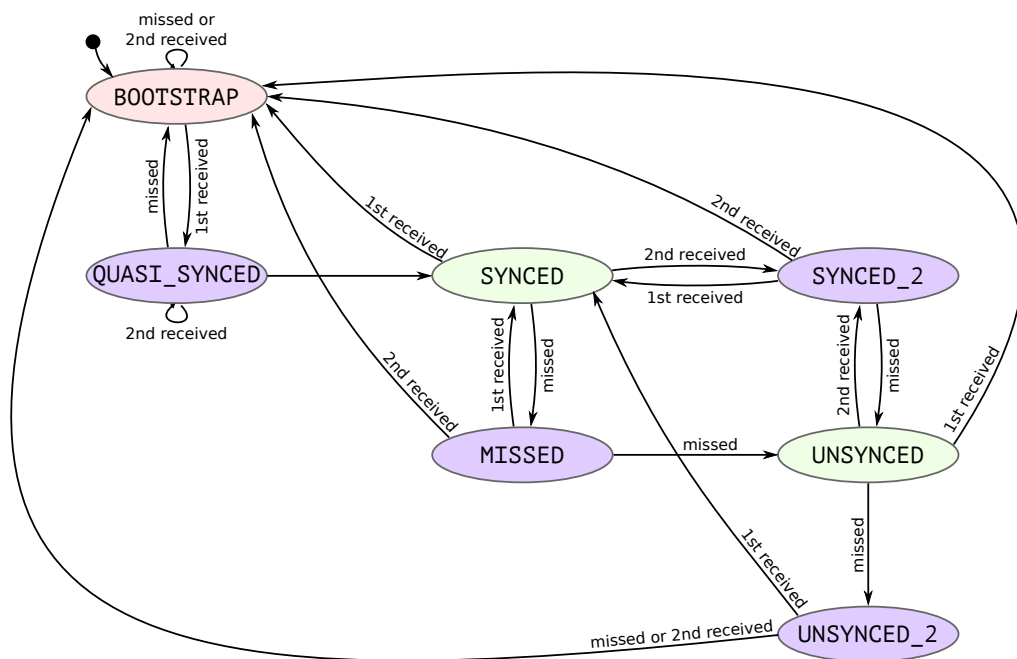 missed or
2nd received
BOOTSTRAP
missed
1st received
1st received
2nd received
QUASI_SYNCED
SYNCED
2nd received
1st received
SYNCED_2
2nd received
2nd received
1st received
missed
2nd received
missed
1st received
MISSED
missed
UNSYNCED
1st received
missed
missed or 2nd received
UNSYNCED_2